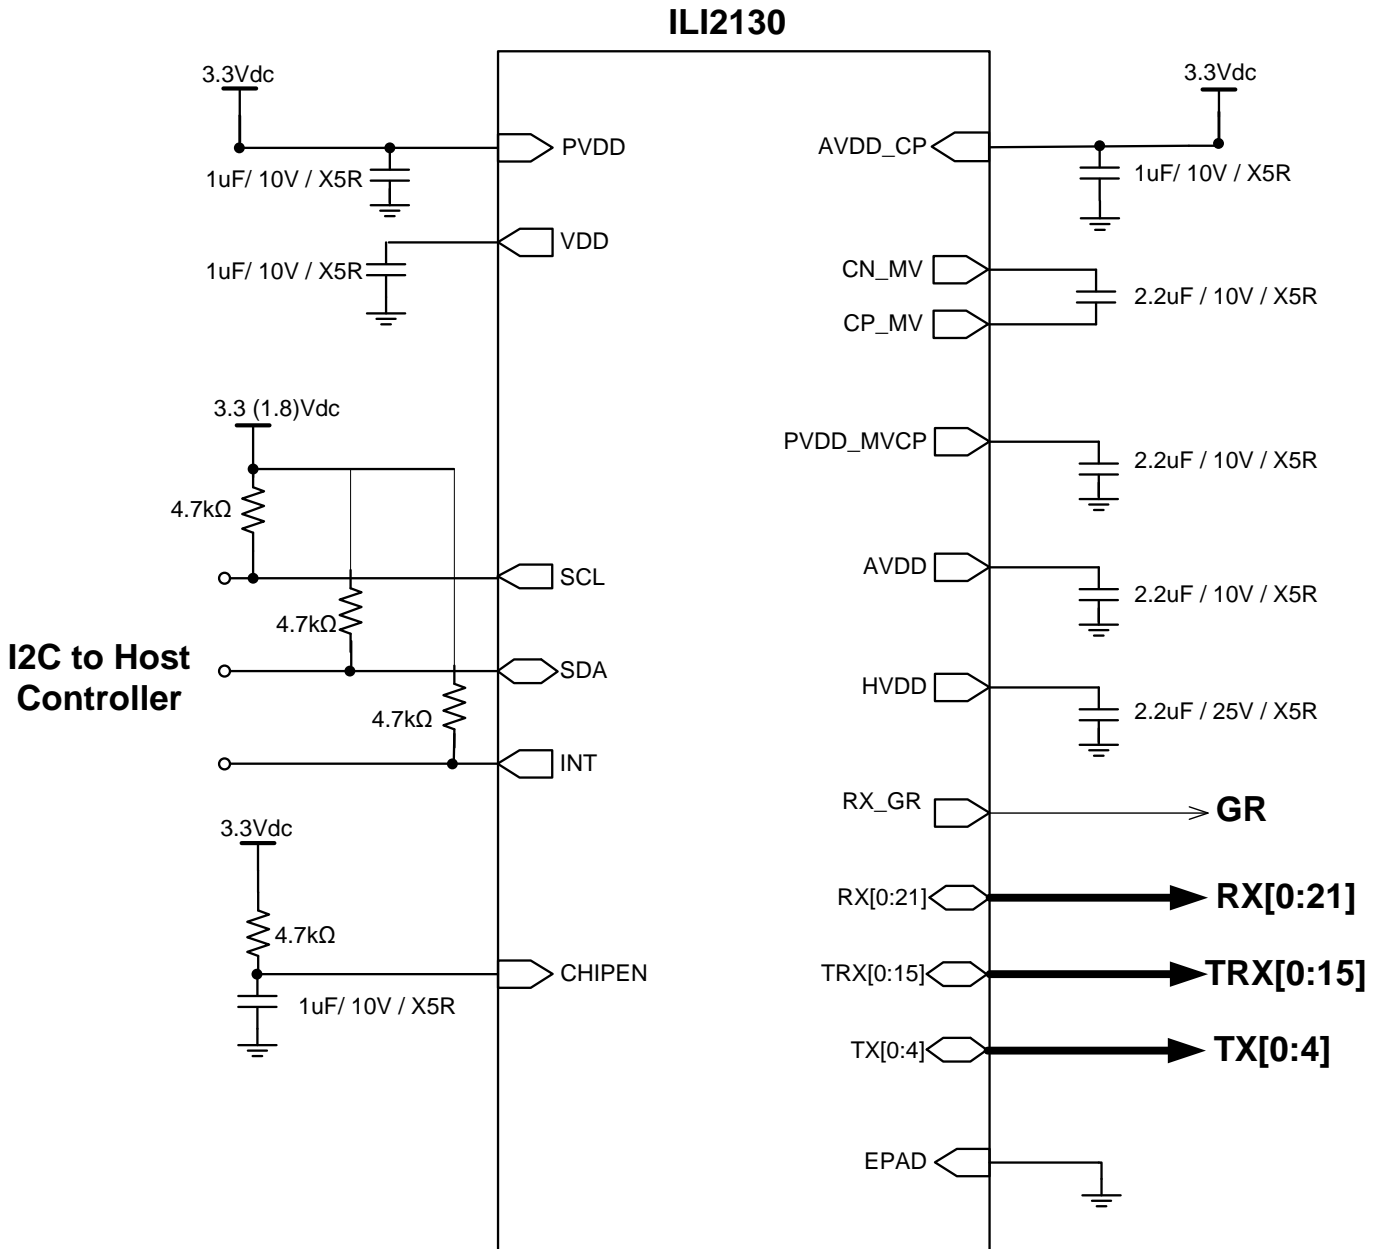 ILI2130
3.3Vdc
PVDD
1uF/ 10V / X5R
VDD
1uF/ 10V / X5R
3.3 (1.8)Vdc
4.7kΩ
SCL
4.7kΩ
I2C to Host
Controller
SDA
4.7kΩ
INT
3.3Vdc
4.7kΩ
CHIPEN
1uF/ 10V / X5R
3.3Vdc
AVDD_CP
1uF/ 10V / X5R
CN_MV
2.2uF / 10V / X5R
CP_MV
PVDD_MVCP
2.2uF / 10V / X5R
AVDD
2.2uF / 10V / X5R
HVDD
2.2uF / 25V / X5R
RX_GR
GR
RX[0:21]
RX[0:21]
TRX[0:15]
TRX[0:15]
TX[0:4]
TX[0:4]
EPAD